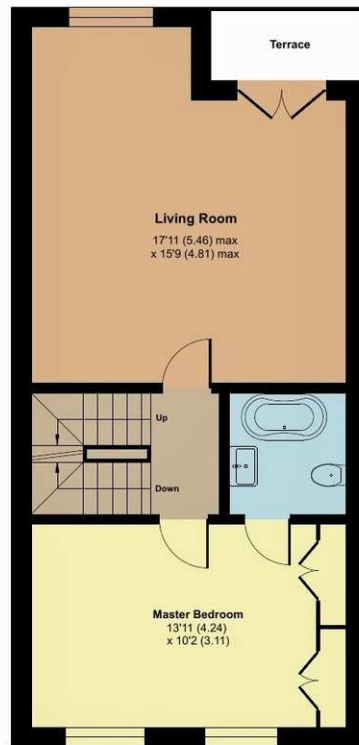 Terrace
Living Room
17'11 (5.46) max
x 15'9 (4.81) max
Up
Down
Master Bedroom
13'11 (4.24)
x 10'2 (3.11)